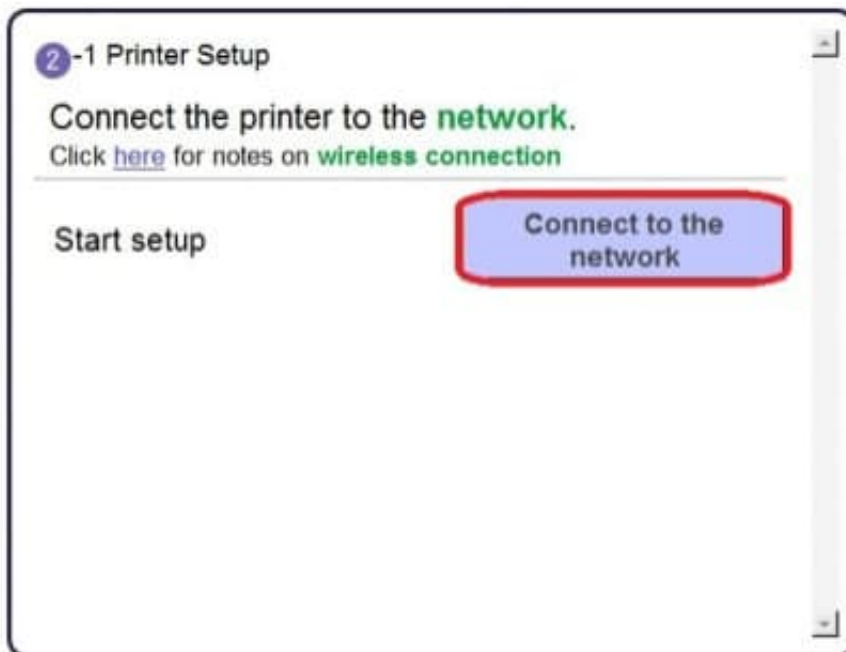 2-1 Printer Setup
Connect the printer to the network.
Click here for notes on wireless connection
Start setup
Connect to the
network